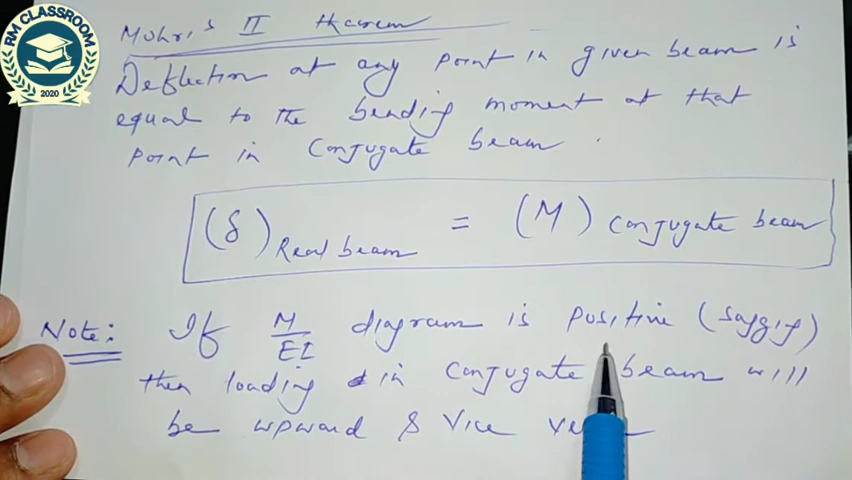 RM CLASSROOM
2020
Mohr's II theorem
Deflection at any point in given beam is
equal to the bending moment at that
point in Conjugate beam.
(δ) Real beam = (M) Conjugate beam
Note: If M/EI diagram is positive (sagging)
then loading in conjugate beam will
be upward & vice